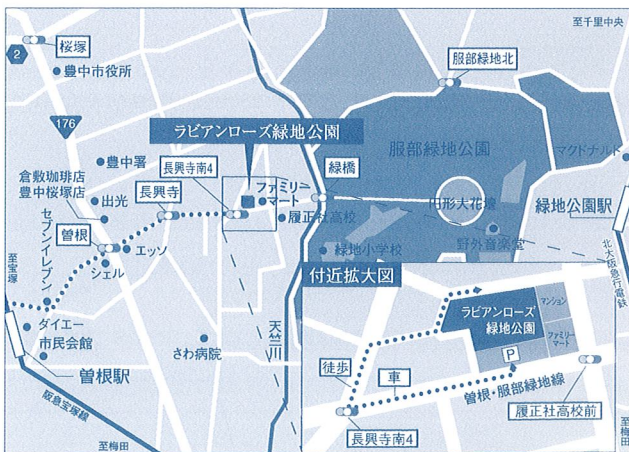 至千里中央
桜塚
2
豊中市役所
服部緑地北
176
ラビアンローズ緑地公園
服部緑地公園
マクドナルド
豊中署
倉敷珈琲店
豊中桜塚店
出光
長興寺
長興寺南4
ファミリー
マート
緑橋
履正社高校
円形大花壇
緑地公園駅
野外音楽堂
セブンイレブン
曽根
エッソ
シェル
緑地小学校
北大阪急行電鉄
至宝塚
付近拡大図
ラビアンローズ
緑地公園
マンション
ファミリー
マート
天竺川
ダイエー
市民会館
さわ病院
P
徒歩
車
曽根・服部緑地線
曽根駅
履正社高校前
阪急宝塚線
長興寺南4
至梅田
至梅田